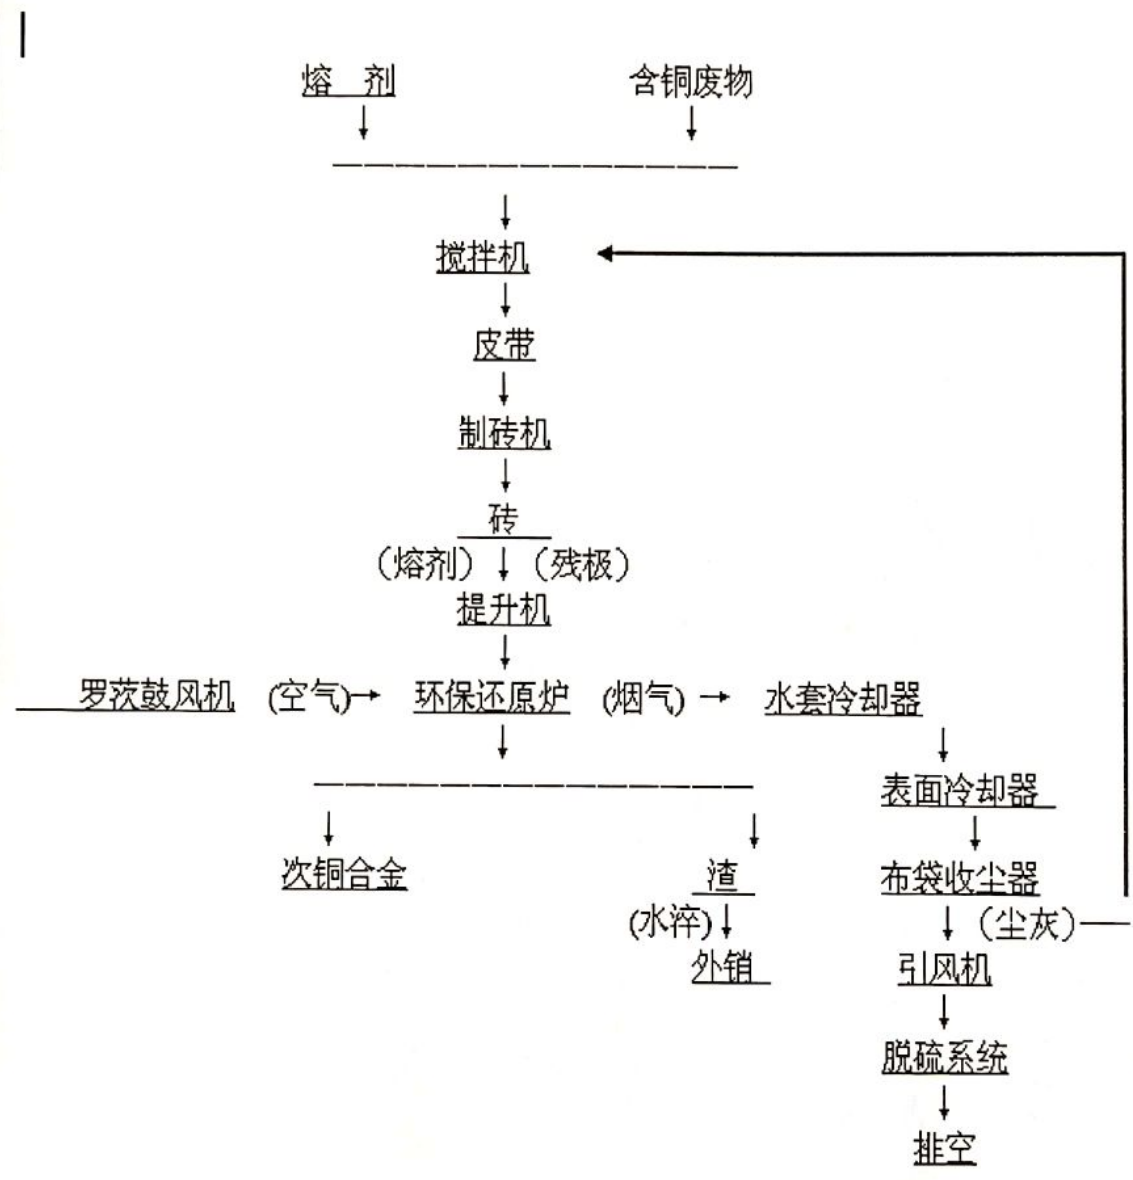 熔 剂 含铜废物
搅拌机
皮带
制砖机
砖
（熔剂） （残极）
提升机
罗茨鼓风机 (空气) 环保还原炉 (烟气) 水套冷却器
表面冷却器
次铜合金 渣 布袋收尘器
(水淬) （尘灰）
外销 引风机
脱硫系统
排空